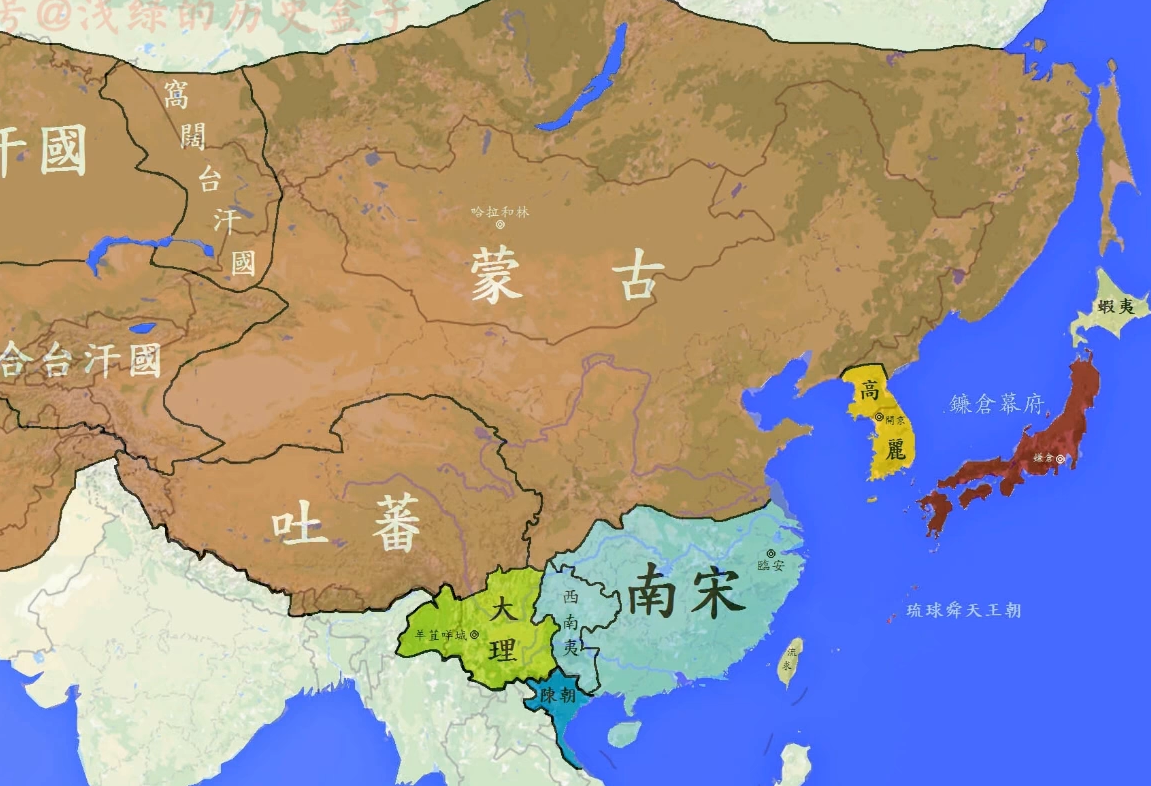 号@浅绿的历史盒子
汗國
窩闊台汗國
合台汗國
哈拉和林
蒙古
吐蕃
高麗
開京
蝦夷
鐮倉幕府
鎌倉
南宋
臨安
西南夷
大理
羊苴咩城
陳朝
流求
琉球舜天王朝